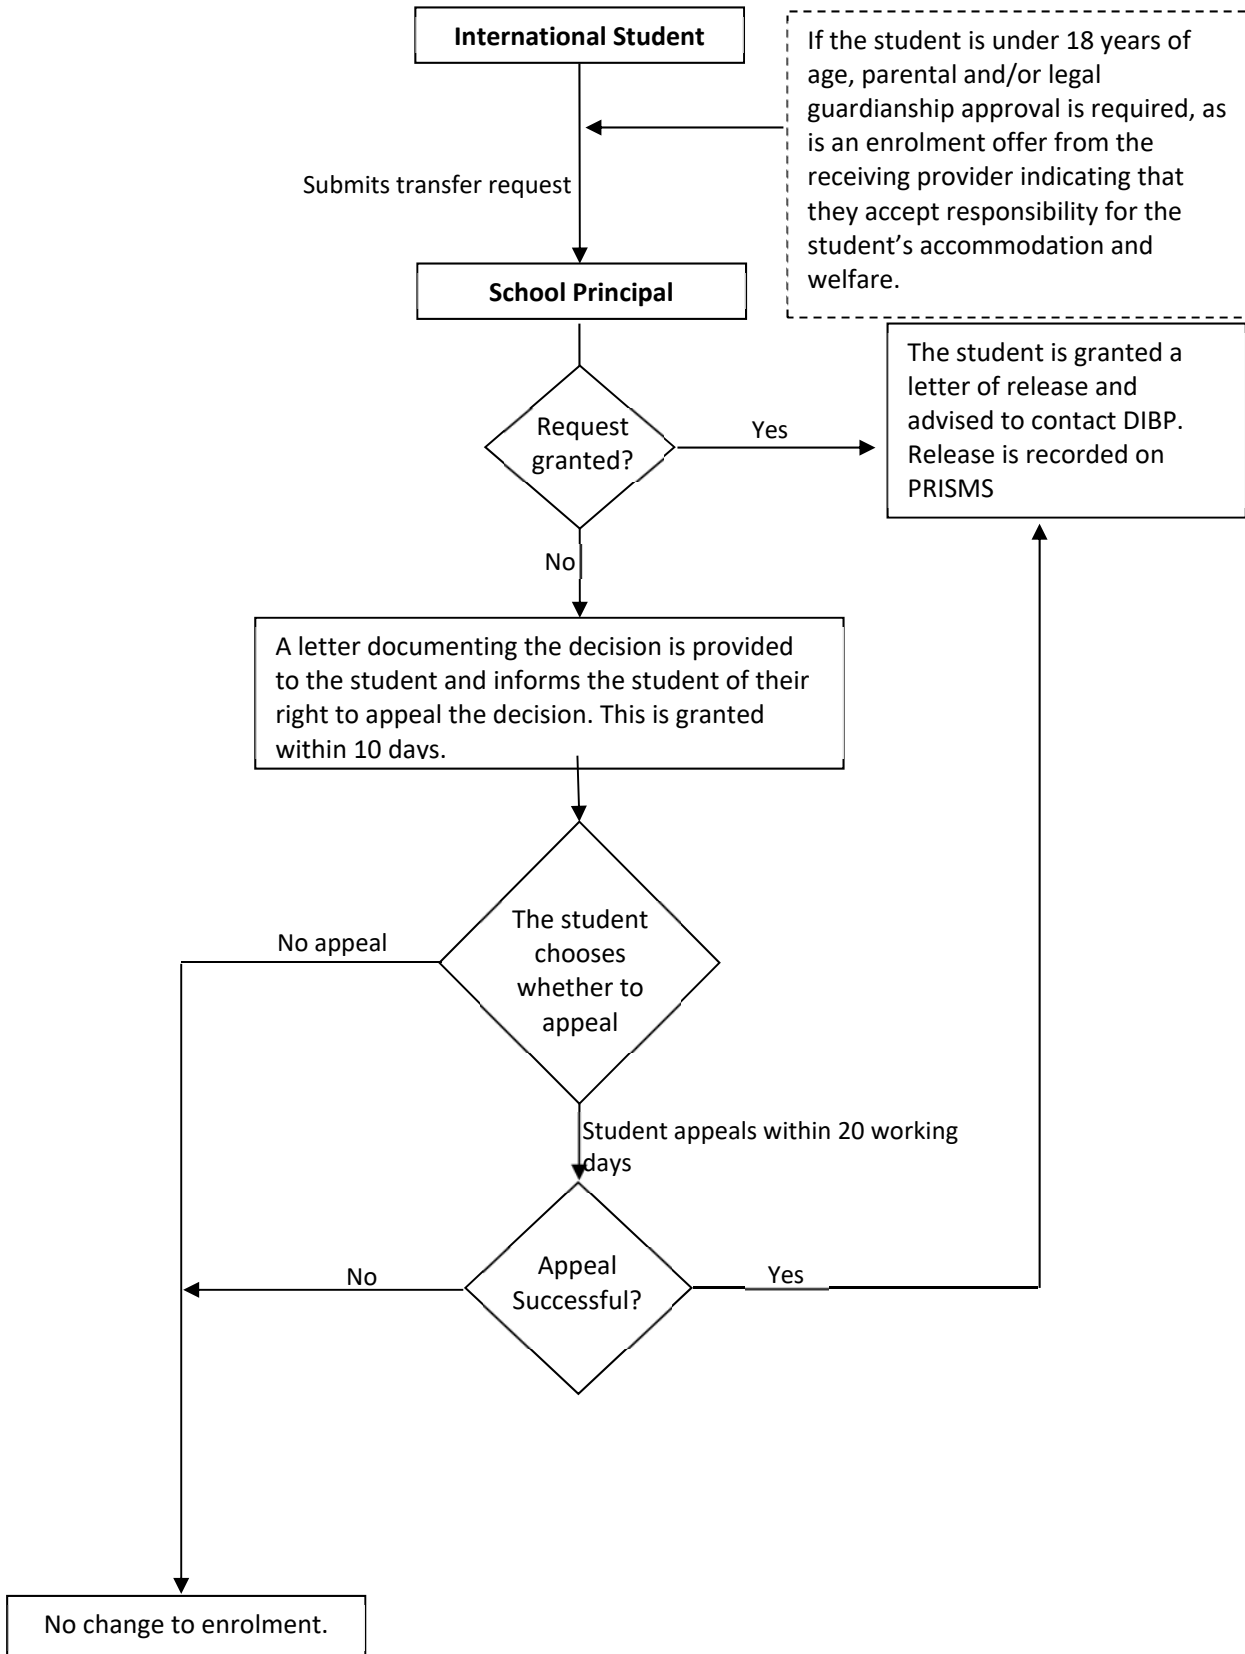 International Student
If the student is under 18 years of
age, parental and/or legal
guardianship approval is required, as
is an enrolment offer from the
receiving provider indicating that
they accept responsibility for the
student’s accommodation and
welfare.
Submits transfer request
School Principal
The student is granted a
letter of release and
advised to contact DIBP.
Release is recorded on
PRISMS
Request
granted?
Yes
No
A letter documenting the decision is provided
to the student and informs the student of their
right to appeal the decision. This is granted
within 10 days.
The student
chooses
whether to
appeal
No appeal
Student appeals within 20 working
days
Appeal
Successful?
No
Yes
No change to enrolment.